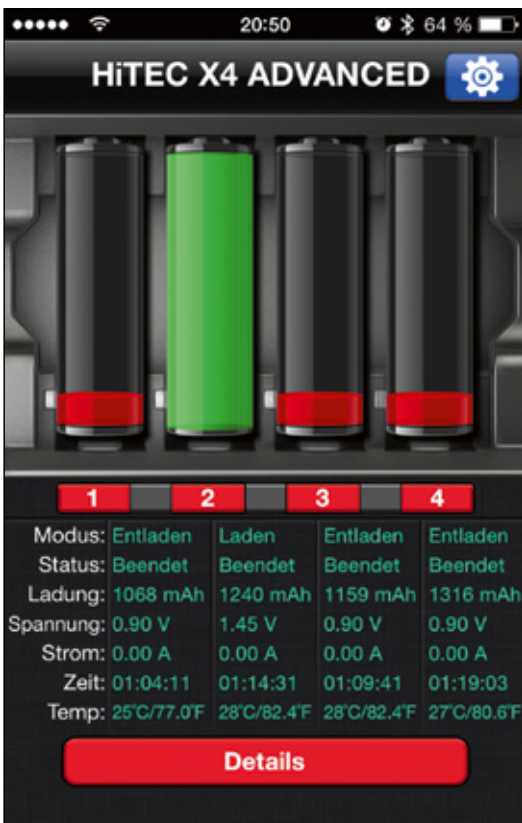 20:50 64 %
HiTEC X4 ADVANCED
1 2 3 4
Modus: Entladen Laden Entladen Entladen
Status: Beendet Beendet Beendet Beendet
Ladung: 1068 mAh 1240 mAh 1159 mAh 1316 mAh
Spannung: 0.90 V 1.45 V 0.90 V 0.90 V
Strom: 0.00 A 0.00 A 0.00 A 0.00 A
Zeit: 01:04:11 01:14:31 01:09:41 01:19:03
Temp: 25°C/77.0°F 28°C/82.4°F 28°C/82.4°F 27°C/80.6°F
Details